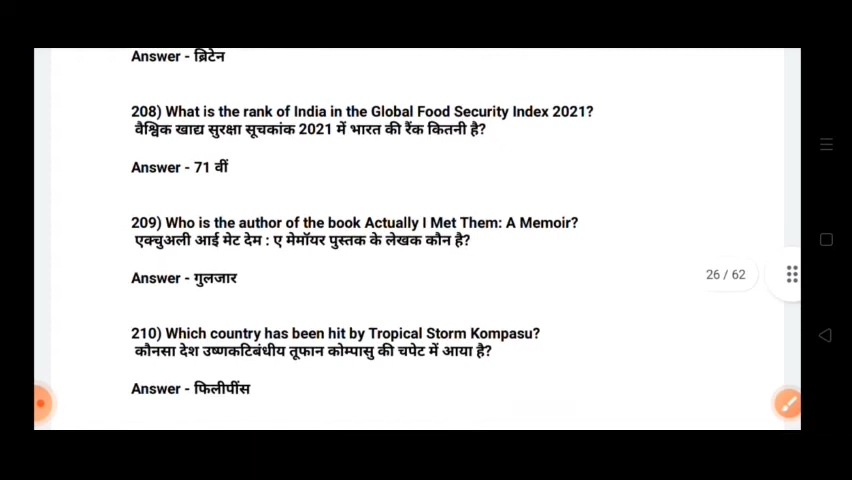 Answer - ब्रिटेन
208) What is the rank of India in the Global Food Security Index 2021?
वैश्विक खाद्य सुरक्षा सूचकांक 2021 में भारत की रैंक कितनी है?
Answer - 71 वीं
209) Who is the author of the book Actually I Met Them: A Memoir?
एक्चुअली आई मेट देम : ए मेमॉयर पुस्तक के लेखक कौन है?
Answer - गुलजार
26 / 62
210) Which country has been hit by Tropical Storm Kompasu?
कौनसा देश उष्णकटिबंधीय तूफान कोम्पासु की चपेट में आया है?
Answer - फिलीपींस